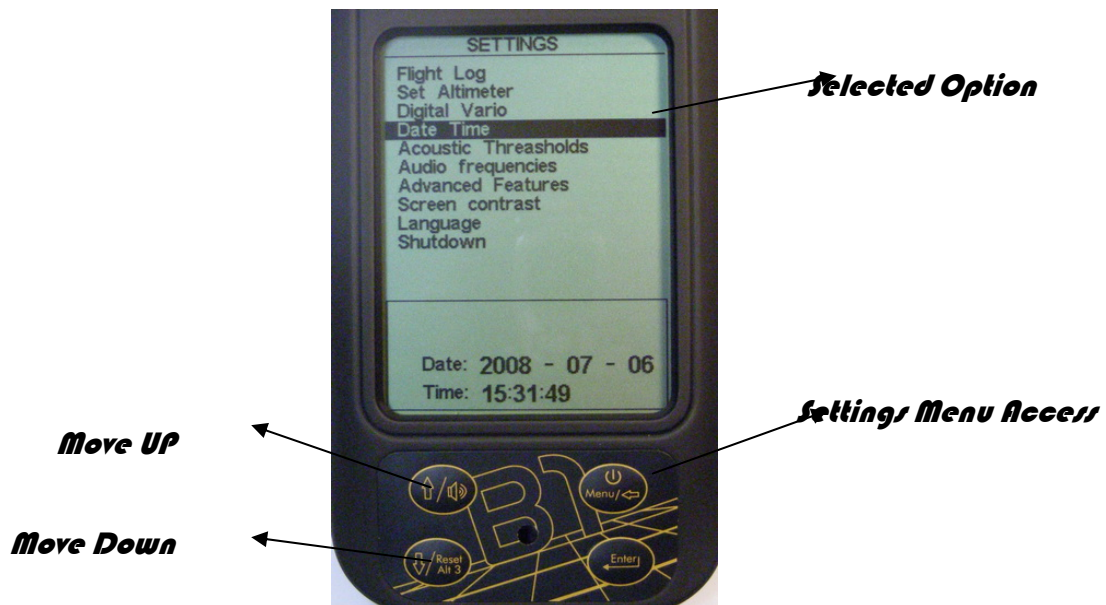 SETTINGS
Flight Log
Set Altimeter
Digital Vario
Date Time
Acoustic Thrasholds
Audio frequencies
Advanced Features
Screen contrast
Language
Shutdown
Date: 2008 - 07 - 06
Time: 15:31:49
Selected Option
Settings Menu Access
Move UP
Move Down
/
Menu/
B1
/Reset
Alt 3
Enter